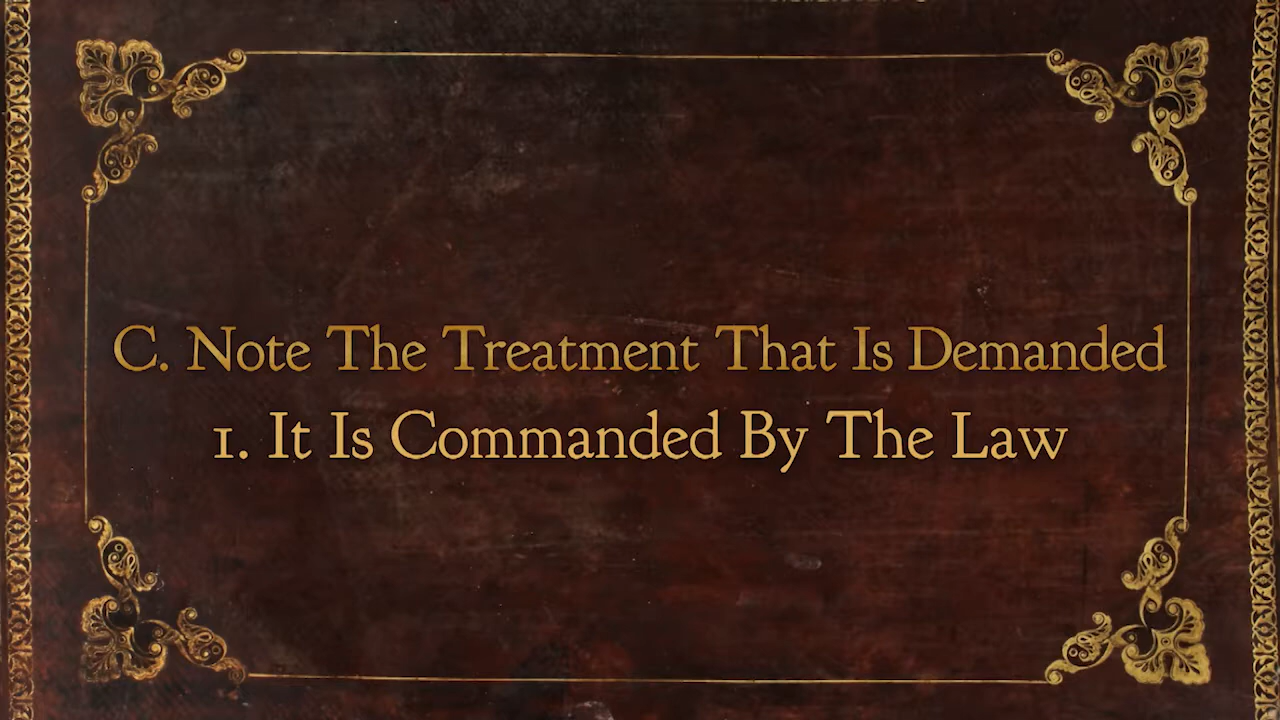 C. Note The Treatment That Is Demanded
1. It Is Commanded By The Law